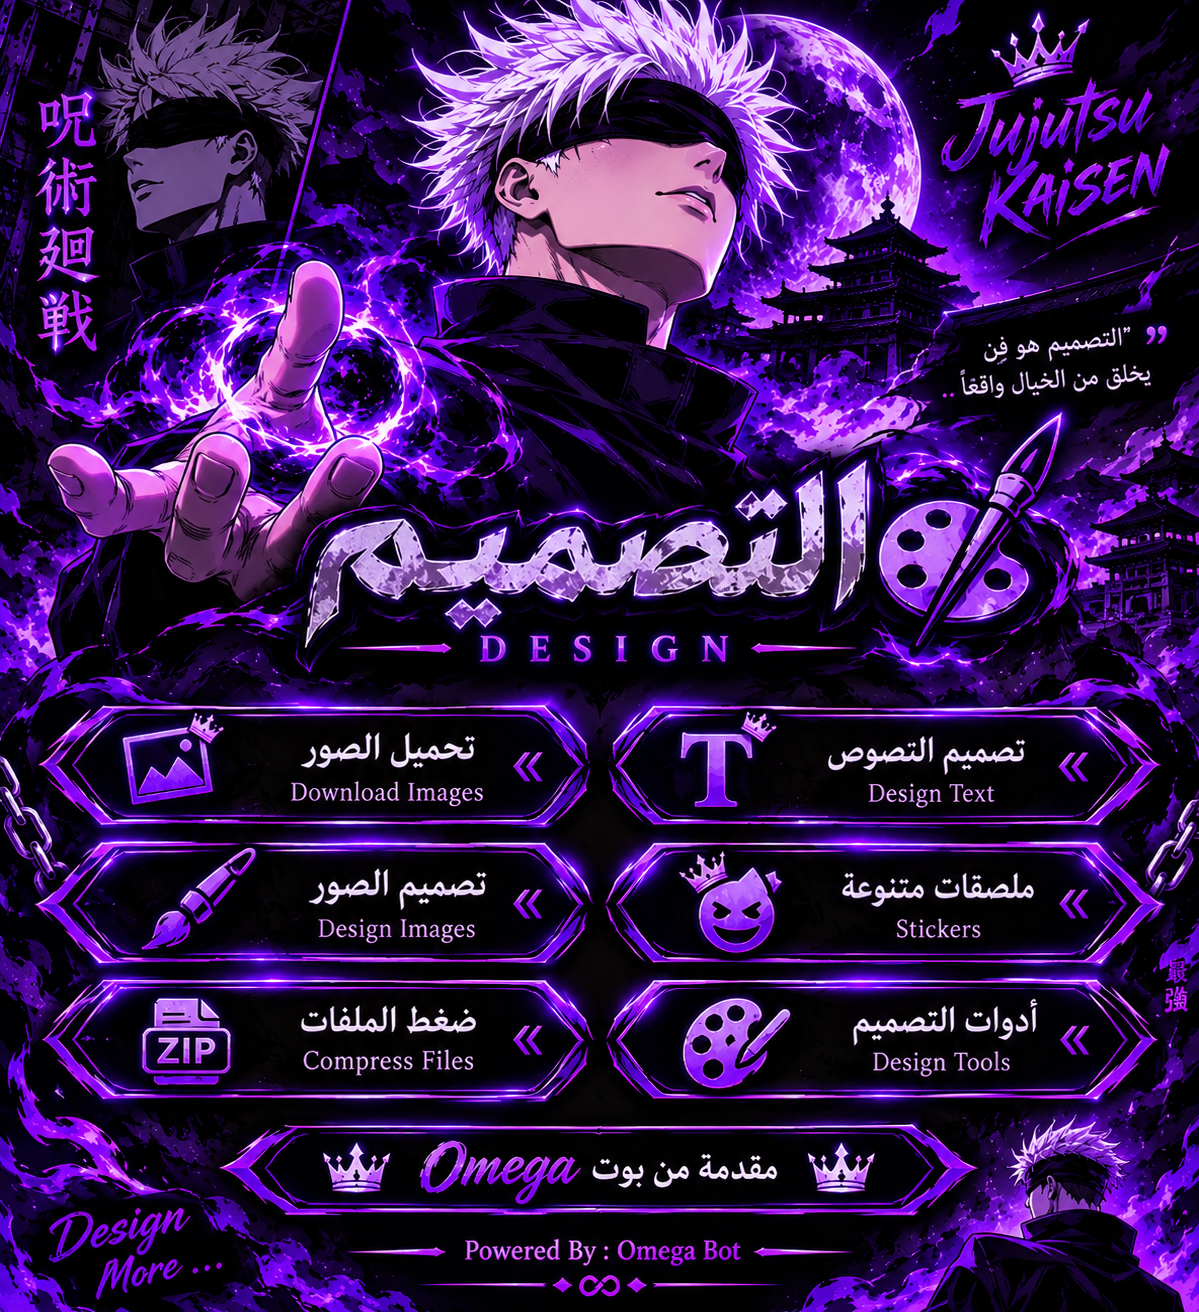 呪術廻戦
Jujutsu
KAiSEN
"التصميم هو فِن
يخلق من الخيال واقعاً ..
التصميم
DESIGN
تحميل الصور
Download Images
تصميم التصوص
Design Text
تصميم الصور
Design Images
ملصقات متنوعة
Stickers
ZIP
ضغط الملفات
Compress Files
أدوات التصميم
Design Tools
最強
مقدمة من بوت Omega
Design
More ...
Powered By : Omega Bot